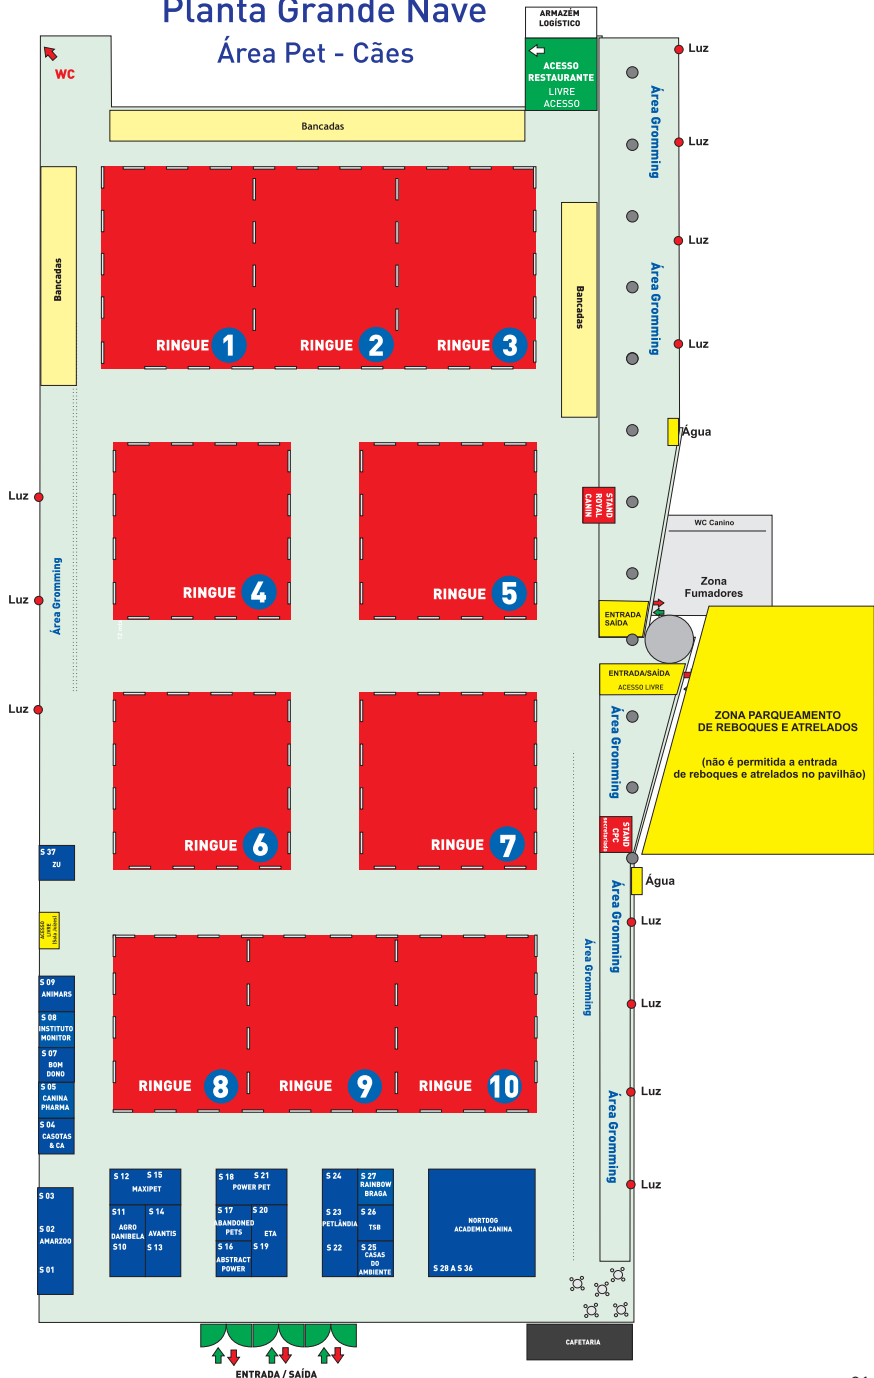 Planta Grande Nave
Área Pet - Cães
ARMAZÉM
LOGÍSTICO
ACESSO
RESTAURANTE
LIVRE
ACESSO
WC
Bancadas
Bancadas
Bancadas
Área Gromming
Área Gromming
Luz
Luz
Luz
Luz
RINGUE 1
RINGUE 2
RINGUE 3
Água
Luz
Luz
Luz
Área Gromming
STAND
ROYAL
CANIN
WC Canino
Zona
Fumadores
RINGUE 4
RINGUE 5
ENTRADA
SAÍDA
ENTRADA/SAÍDA
ACESSO LIVRE
ZONA PARQUEAMENTO
DE REBOQUES E ATRELADOS
(não é permitida a entrada
de reboques e atrelados no pavilhão)
Área Gromming
RINGUE 6
RINGUE 7
STAND
CPC
secretariado
Água
S 37
ZU
ACESSO
LIVRE
Área Gromming
Área Gromming
Área Gromming
Luz
Luz
Luz
Luz
S 09
ANIMARS
S 08
INSTITUTO
MONITOR
S 07
BOM
DONO
S 05
CANINA
PHARMA
S 04
CASOTAS
& CA
RINGUE 8
RINGUE 9
RINGUE 10
S 03
S 02
AMARZOO
S 01
S 12
S 15
MAXIPET
S11
AGRO
DANIBELA
S10
S 14
AVANTIS
S 13
S 18
S 21
POWER PET
S 17
ABANDONED
PETS
S 16
ABSTRACT
POWER
S 20
ETA
S 19
S 24
S 23
PETLÂNDIA
S 22
S 27
RAINBOW
BRAGA
S 26
TSB
S 25
CASAS
DO
AMBIENTE
NORTDOG
ACADEMIA CANINA
S 28 A S 36
CAFETARIA
ENTRADA / SAÍDA